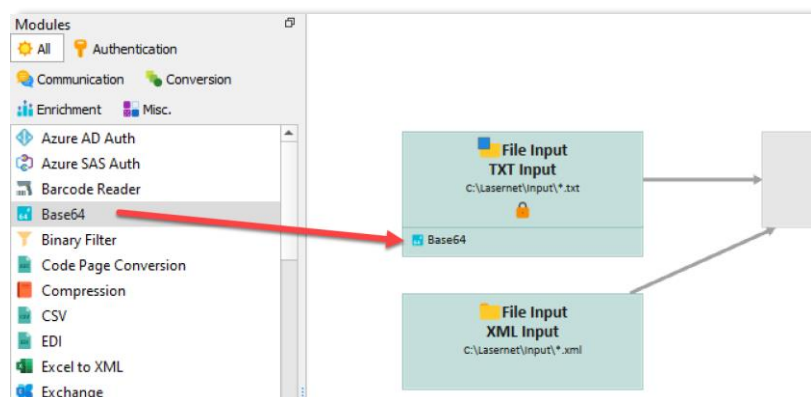 Modules
All
Authentication
Communication
Conversion
Enrichment
Misc.
Azure AD Auth
Azure SAS Auth
Barcode Reader
Base64
Binary Filter
Code Page Conversion
Compression
CSV
EDI
Excel to XML
Exchange
File Input
TXT Input
C:\Lasernet\Input\*.txt
Base64
File Input
XML Input
C:\Lasernet\Input\*.xml